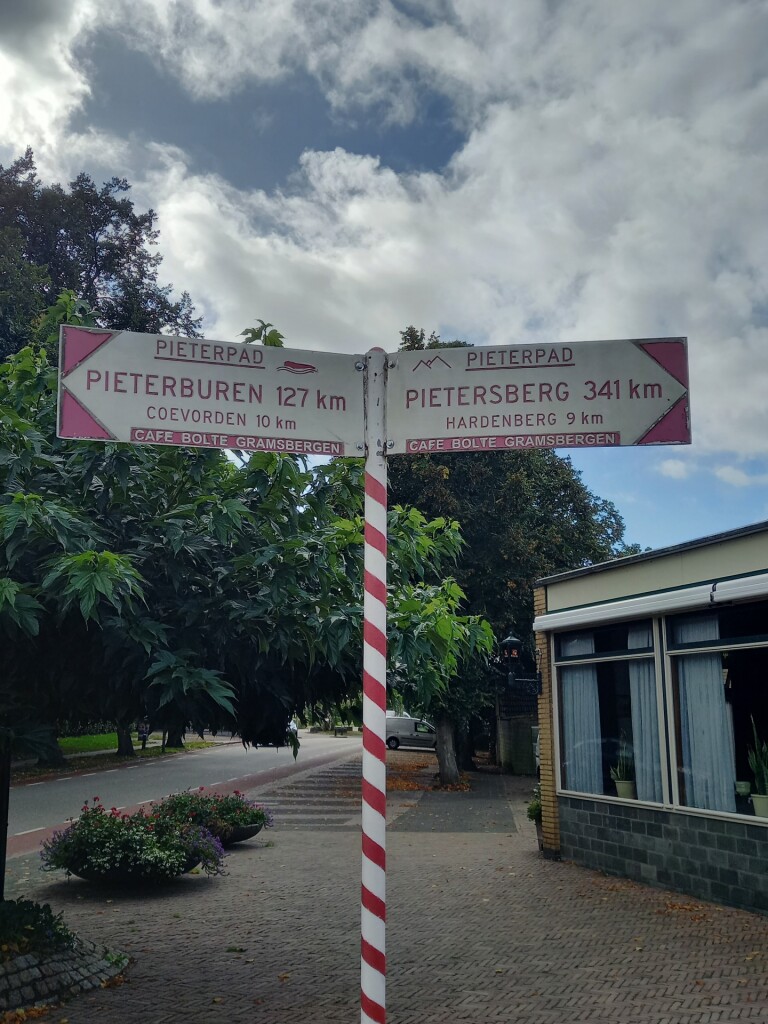 PIETERPAD
PIETERBUREN 127 km
COEVORDEN 10 km
CAFE BOLTE GRAMSBERGEN
PIETERPAD
PIETERSBERG 341 km
HARDENBERG 9 km
CAFE BOLTE GRAMSBERGEN